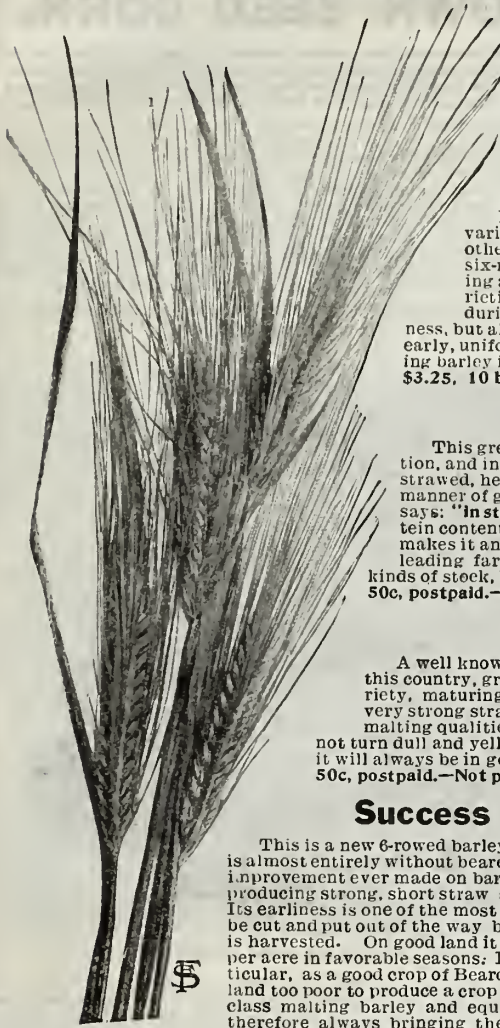 vari
othe
six-r
ing
ricti
duri
ness, but al
early, unifo
ing barley i
$3.25, 10 b
This gre
tion, and in
strawed, he
manner of g
says: "In st
tein content
makes it an
leading far
kinds of stock,
50c, postpaid.—
A well know
this country, gr
riety, maturing
very strong stra
malting qualitie
not turn dull and yell
it will always be in go
50c, postpaid.—Not p
Success
This is a new 6-rowed barley
is almost entirely without beard
improvement ever made on bar
producing strong, short straw
Its earliness is one of the most
be cut and put out of the way b
is harvested. On good land it
per acre in favorable seasons; I
ticular, as a good crop of Beard
land too poor to produce a crop
class malting barley and equ
therefore always bringing the